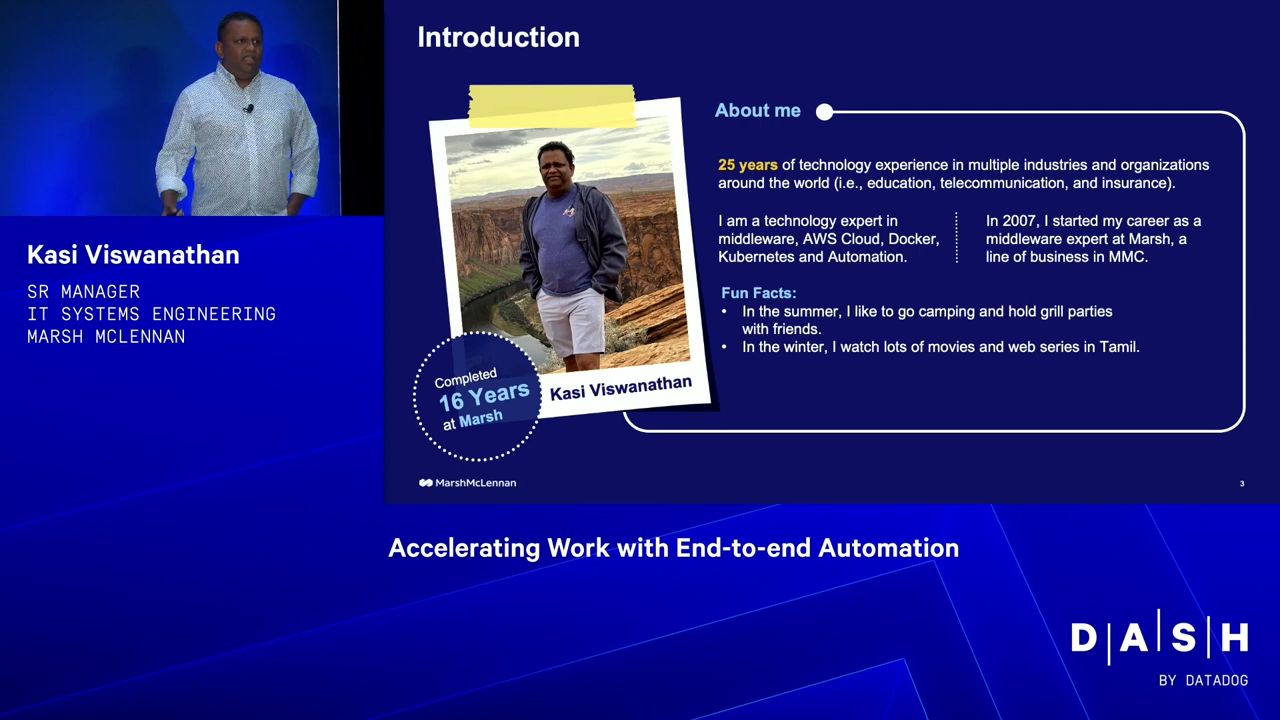 Introduction
About me
25 years of technology experience in multiple industries and organizations
around the world (i.e., education, telecommunication, and insurance).
I am a technology expert in
middleware, AWS Cloud, Docker,
Kubernetes and Automation.
In 2007, I started my career as a
middleware expert at Marsh, a
line of business in MMC.
Fun Facts:
• In the summer, I like to go camping and hold grill parties
with friends.
• In the winter, I watch lots of movies and web series in Tamil.
Completed
16 Years
at Marsh
Kasi Viswanathan
MarshMcLennan
3
Kasi Viswanathan
SR MANAGER
IT SYSTEMS ENGINEERING
MARSH MCLENNAN
Accelerating Work with End-to-end Automation
D|A|S|H
BY DATADOG